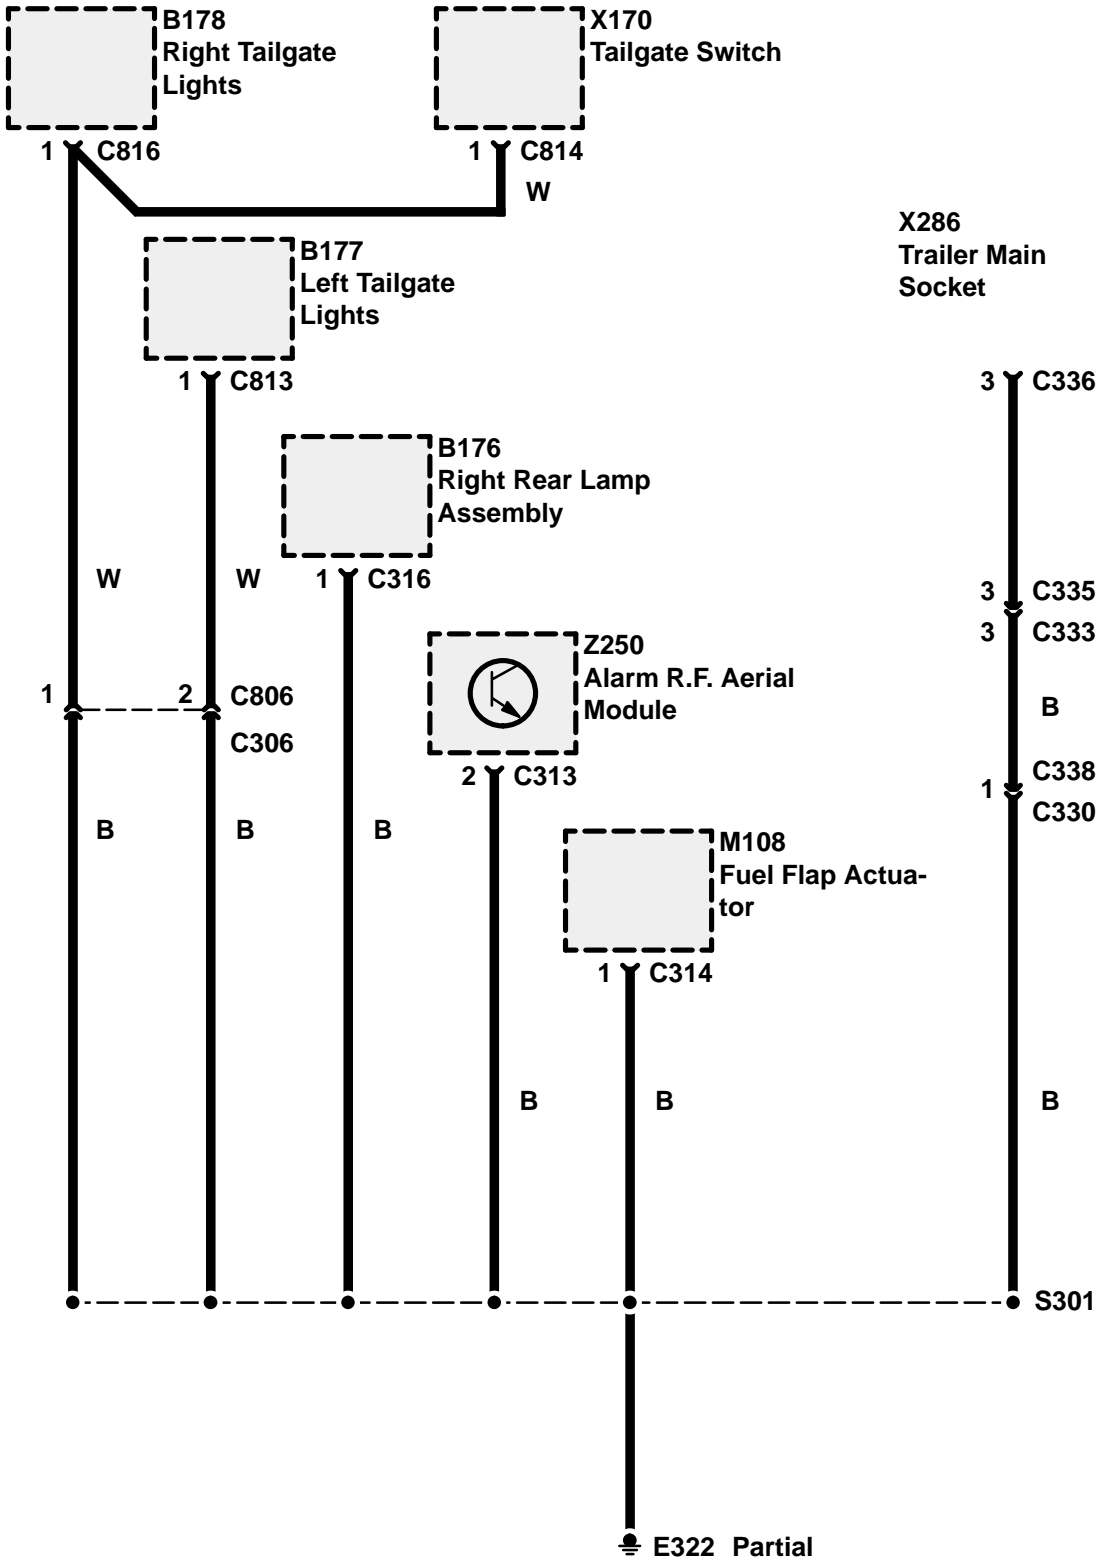 B178
Right Tailgate
Lights
1 C816
X170
Tailgate Switch
1 C814
W
X286
Trailer Main
Socket
B177
Left Tailgate
Lights
1 C813
3 C336
B176
Right Rear Lamp
Assembly
W
W
1 C316
3 C335
3 C333
Z250
Alarm R.F. Aerial
Module
1
2 C806
C306
B
2 C313
C338
1
C330
B
B
B
M108
Fuel Flap Actua-
tor
1 C314
B
B
B
S301
E322 Partial